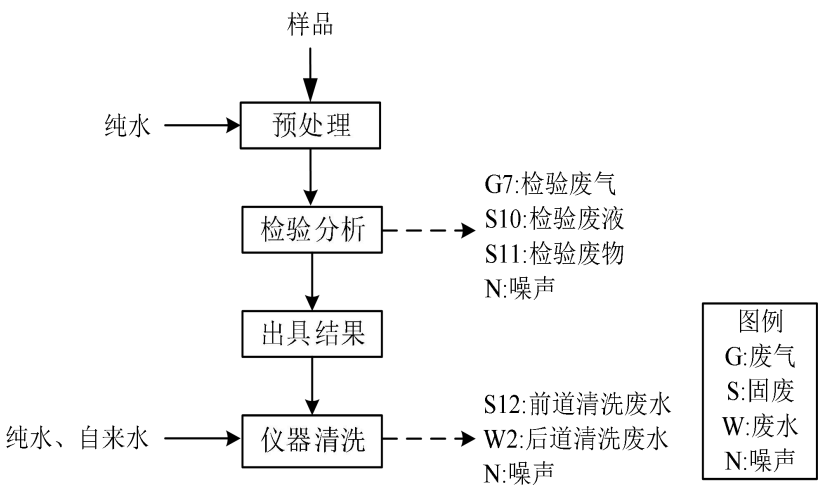 样品
纯水
预处理
检验分析
G7:检验废气
S10:检验废液
S11:检验废物
N:噪声
出具结果
纯水、自来水
仪器清洗
S12:前道清洗废水
W2:后道清洗废水
N:噪声
图例
G:废气
S:固废
W:废水
N:噪声